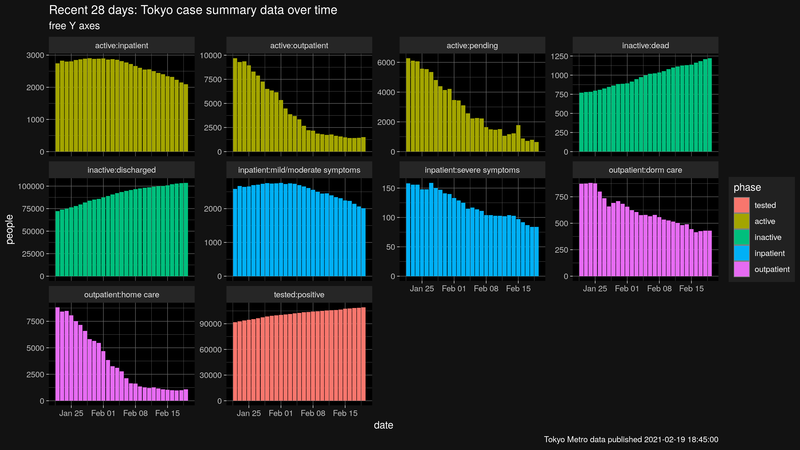 Recent 28 days: Tokyo case summary data over time
free Y axes
active:inpatient
active:outpatient
active:pending
inactive:dead
3000
2000
1000
0
10000
7500
5000
2500
0
6000
4000
2000
0
1250
1000
750
500
250
0
inactive:discharged
inpatient:mild/moderate symptoms
inpatient:severe symptoms
outpatient:dorm care
100000
75000
50000
25000
0
2000
1000
0
150
100
50
0
750
500
250
0
Jan 25 Feb 01 Feb 08 Feb 15
Jan 25 Feb 01 Feb 08 Feb 15
outpatient:home care
tested:positive
7500
5000
2500
0
90000
60000
30000
0
Jan 25 Feb 01 Feb 08 Feb 15
Jan 25 Feb 01 Feb 08 Feb 15
people
date
phase
tested
active
inactive
inpatient
outpatient
Tokyo Metro data published 2021-02-19 18:45:00